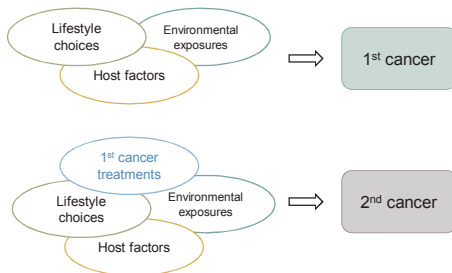 Lifestyle
choices
Environmental
exposures
Host factors
1st cancer
1st cancer
treatments
Lifestyle
choices
Environmental
exposures
Host factors
2nd cancer